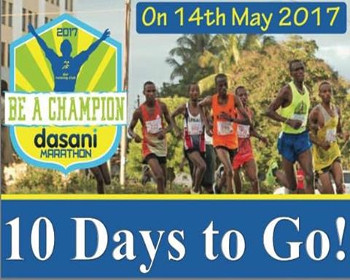 On 14th May 2017
2017
BE A CHAMPION
dasani
MARATHON
10 Days to Go!